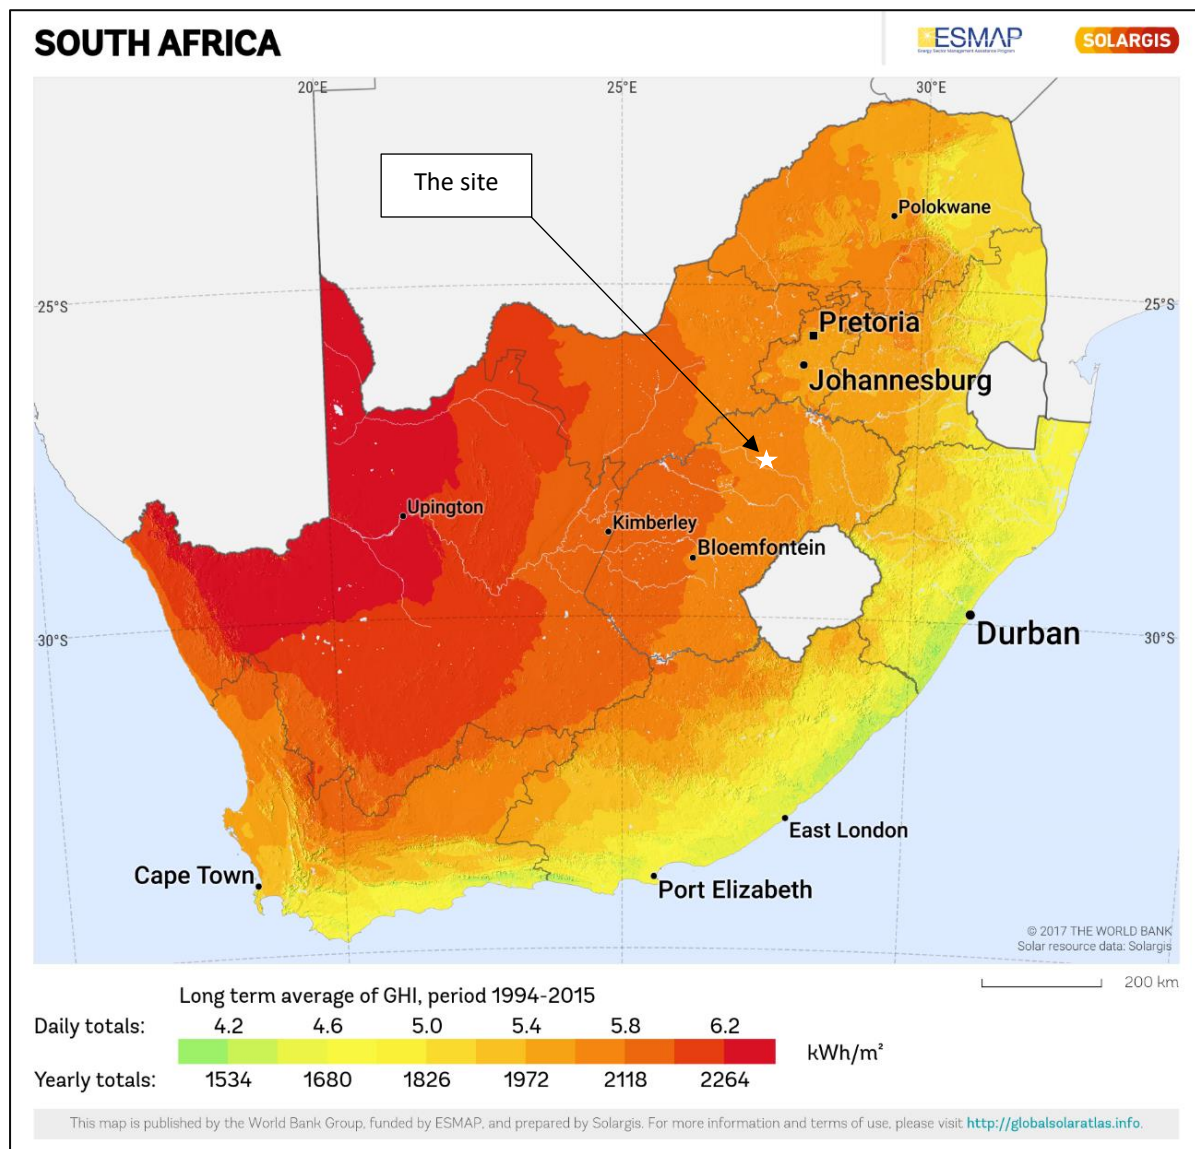 SOUTH AFRICA
ESMAP
Energy Sector Management Assistance Program
SOLARGIS
20°E 25°E 30°E
The site
Polokwane
25°S 25°S
Pretoria
Johannesburg
Upington
Kimberley
Bloemfontein
30°S 30°S
Durban
East London
Cape Town
Port Elizabeth
© 2017 THE WORLD BANK
Solar resource data: Solargis
200 km
Long term average of GHI, period 1994-2015
Daily totals: 4.2 4.6 5.0 5.4 5.8 6.2
kWh/m²
Yearly totals: 1534 1680 1826 1972 2118 2264
This map is published by the World Bank Group, funded by ESMAP, and prepared by Solargis. For more information and terms of use, please visit http://globalsolaratlas.info.